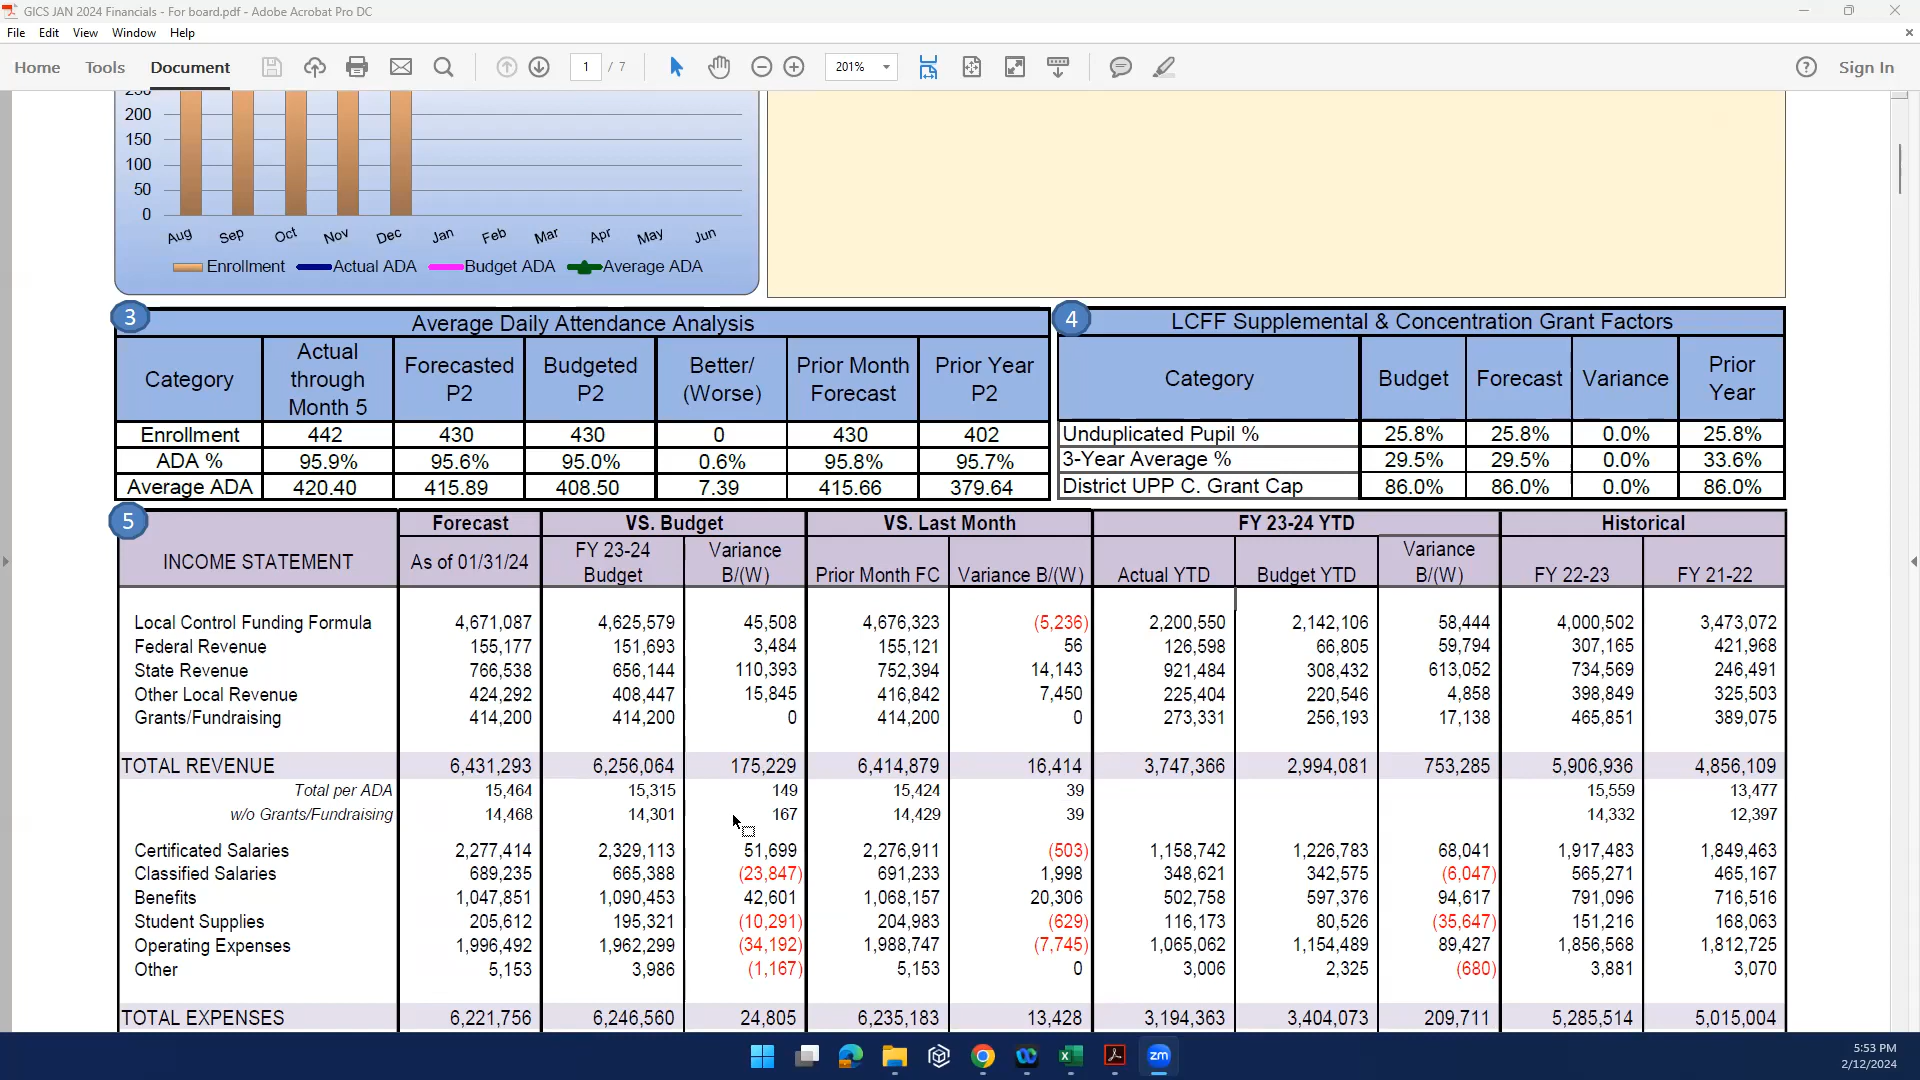 GICS JAN 2024 Financials - For board.pdf - Adobe Acrobat Pro DC
File Edit View Window Help
Home Tools Document 1 / 7 201% Sign In
250
200
150
100
50
0
Aug Sep Oct Nov Dec Jan Feb Mar Apr May Jun
Enrollment Actual ADA Budget ADA Average ADA
3 Average Daily Attendance Analysis
Category Actual through Month 5 Forecasted P2 Budgeted P2 Better/ (Worse) Prior Month Forecast Prior Year P2
Enrollment 442 430 430 0 430 402
ADA % 95.9% 95.6% 95.0% 0.6% 95.8% 95.7%
Average ADA 420.40 415.89 408.50 7.39 415.66 379.64
4 LCFF Supplemental & Concentration Grant Factors
Category Budget Forecast Variance Prior Year
Unduplicated Pupil % 25.8% 25.8% 0.0% 25.8%
3-Year Average % 29.5% 29.5% 0.0% 33.6%
District UPP C. Grant Cap 86.0% 86.0% 0.0% 86.0%
5 Forecast VS. Budget VS. Last Month FY 23-24 YTD Historical
INCOME STATEMENT As of 01/31/24 FY 23-24 Budget Variance B/(W) Prior Month FC Variance B/(W) Actual YTD Budget YTD Variance B/(W) FY 22-23 FY 21-22
Local Control Funding Formula 4,671,087 4,625,579 45,508 4,676,323 (5,236) 2,200,550 2,142,106 58,444 4,000,502 3,473,072
Federal Revenue 155,177 151,693 3,484 155,121 56 126,598 66,805 59,794 307,165 421,968
State Revenue 766,538 656,144 110,393 752,394 14,143 921,484 308,432 613,052 734,569 246,491
Other Local Revenue 424,292 408,447 15,845 416,842 7,450 225,404 220,546 4,858 398,849 325,503
Grants/Fundraising 414,200 414,200 0 414,200 0 273,331 256,193 17,138 465,851 389,075
TOTAL REVENUE 6,431,293 6,256,064 175,229 6,414,879 16,414 3,747,366 2,994,081 753,285 5,906,936 4,856,109
Total per ADA 15,464 15,315 149 15,424 39 15,559 13,477
w/o Grants/Fundraising 14,468 14,301 167 14,429 39 14,332 12,397
Certificated Salaries 2,277,414 2,329,113 51,699 2,276,911 (503) 1,158,742 1,226,783 68,041 1,917,483 1,849,463
Classified Salaries 689,235 665,388 (23,847) 691,233 1,998 348,621 342,575 (6,047) 565,271 465,167
Benefits 1,047,851 1,090,453 42,601 1,068,157 20,306 502,758 597,376 94,617 791,096 716,516
Student Supplies 205,612 195,321 (10,291) 204,983 (629) 116,173 80,526 (35,647) 151,216 168,063
Operating Expenses 1,996,492 1,962,299 (34,192) 1,988,747 (7,745) 1,065,062 1,154,489 89,427 1,856,568 1,812,725
Other 5,153 3,986 (1,167) 5,153 0 3,006 2,325 (680) 3,881 3,070
TOTAL EXPENSES 6,221,756 6,246,560 24,805 6,235,183 13,428 3,194,363 3,404,073 209,711 5,285,514 5,015,004
zm
5:53 PM
2/12/2024